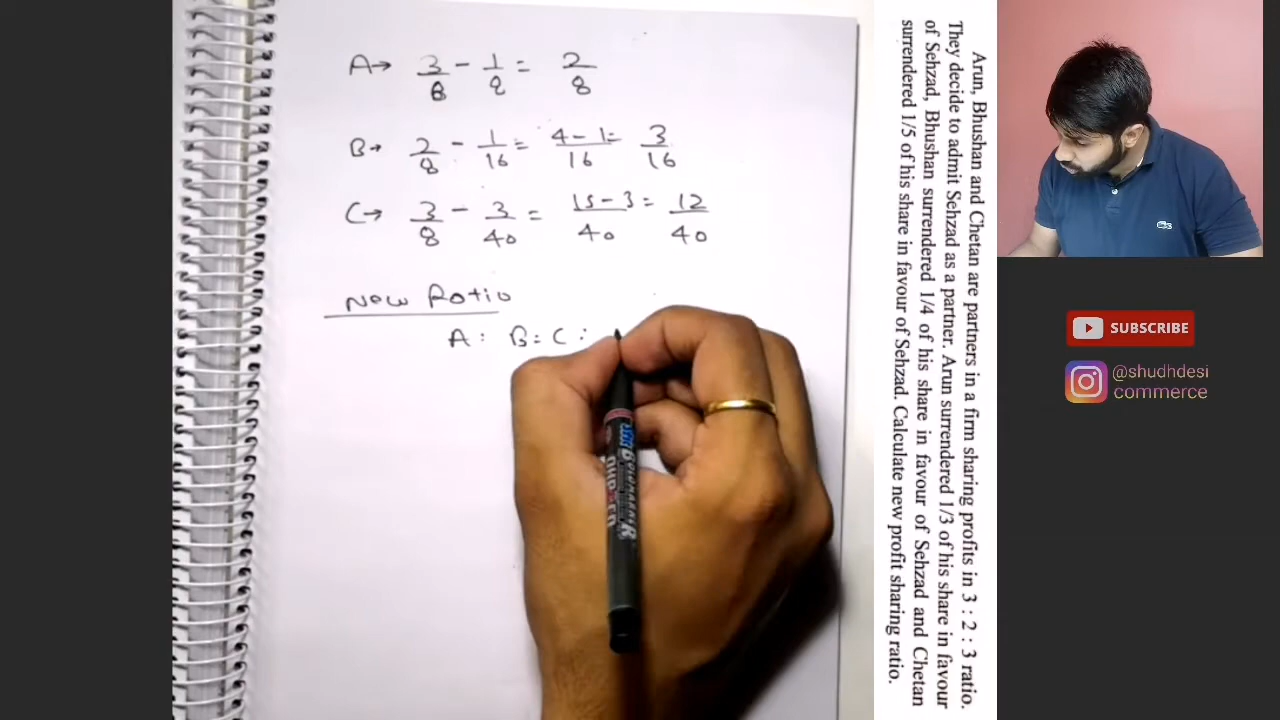 A→ 3/8 - 1/8 = 2/8
B→ 2/8 - 1/16 = 4-1/16 = 3/16
C→ 3/8 - 3/40 = 15-3/40 = 12/40
New Ratio
A : B : C :
Arun, Bhushan and Chetan are partners in a firm sharing profits in 3 : 2 : 3 ratio.
They decide to admit Sehzad as a partner. Arun surrendered 1/3 of his share in favour
of Sehzad, Bhushan surrendered 1/4 of his share in favour of Sehzad and Chetan
surrendered 1/5 of his share in favour of Sehzad. Calculate new profit sharing ratio.
SUBSCRIBE
@shudhdesi
commerce